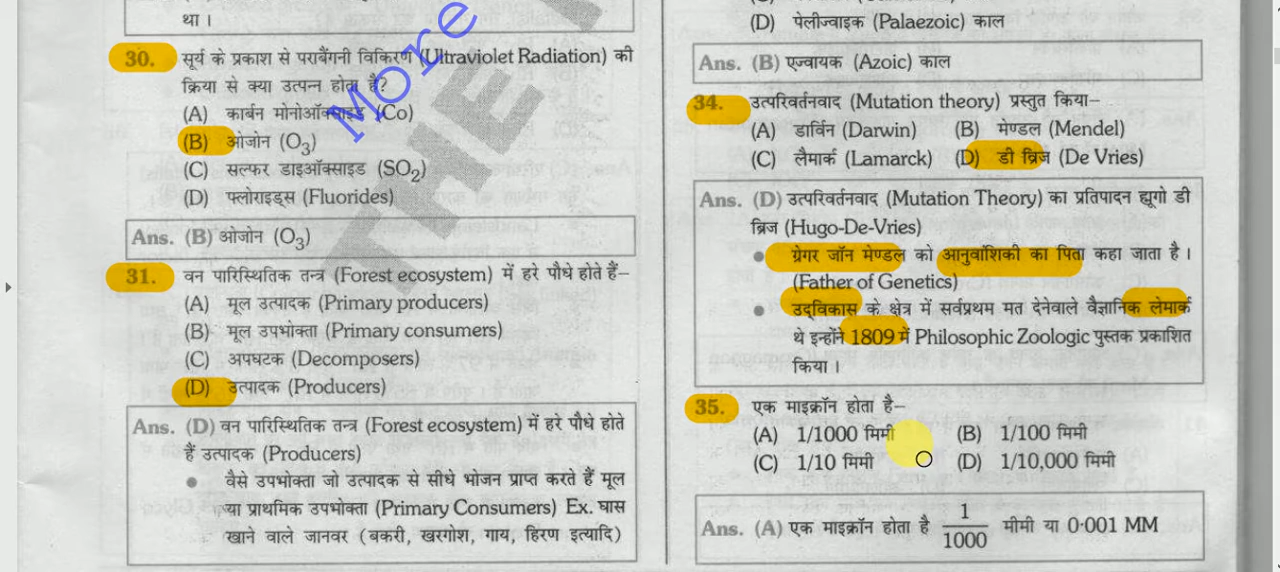 था ।
30. सूर्य के प्रकाश से पराबैंगनी विकिरण (Ultraviolet Radiation) की
क्रिया से क्या उत्पन्न होता है?
(A) कार्बन मोनोऑक्साइड (Co)
(B) ओजोन (O₃)
(C) सल्फर डाइऑक्साइड (SO₂)
(D) फ्लोराइड्स (Fluorides)
Ans. (B) ओजोन (O₃)
31. वन पारिस्थितिक तन्त्र (Forest ecosystem) में हरे पौधे होते हैं–
(A) मूल उत्पादक (Primary producers)
(B) मूल उपभोक्ता (Primary consumers)
(C) अपघटक (Decomposers)
(D) उत्पादक (Producers)
Ans. (D) वन पारिस्थितिक तन्त्र (Forest ecosystem) में हरे पौधे होते
हैं उत्पादक (Producers)
● वैसे उपभोक्ता जो उत्पादक से सीधे भोजन प्राप्त करते हैं मूल
या प्राथमिक उपभोक्ता (Primary Consumers) Ex. घास
खाने वाले जानवर (बकरी, खरगोश, गाय, हिरण इत्यादि)
More
THE
(D) पेलीज्वाइक (Palaezoic) काल
Ans. (B) एज्वायक (Azoic) काल
34. उत्परिवर्तनवाद (Mutation theory) प्रस्तुत किया–
(A) डार्विन (Darwin) (B) मेण्डल (Mendel)
(C) लैमार्क (Lamarck) (D) डी ब्रिज (De Vries)
Ans. (D) उत्परिवर्तनवाद (Mutation Theory) का प्रतिपादन ह्यूगो डी
ब्रिज (Hugo-De-Vries)
● ग्रेगर जॉन मेण्डल को आनुवांशिकी का पिता कहा जाता है ।
(Father of Genetics)
● उद्विकास के क्षेत्र में सर्वप्रथम मत देनेवाले वैज्ञानिक लेमार्क
थे इन्होंने 1809 में Philosophic Zoologic पुस्तक प्रकाशित
किया ।
35. एक माइक्रॉन होता है–
(A) 1/1000 मिमी (B) 1/100 मिमी
(C) 1/10 मिमी (D) 1/10,000 मिमी
Ans. (A) एक माइक्रॉन होता है 1/1000 मीमी या 0·001 MM